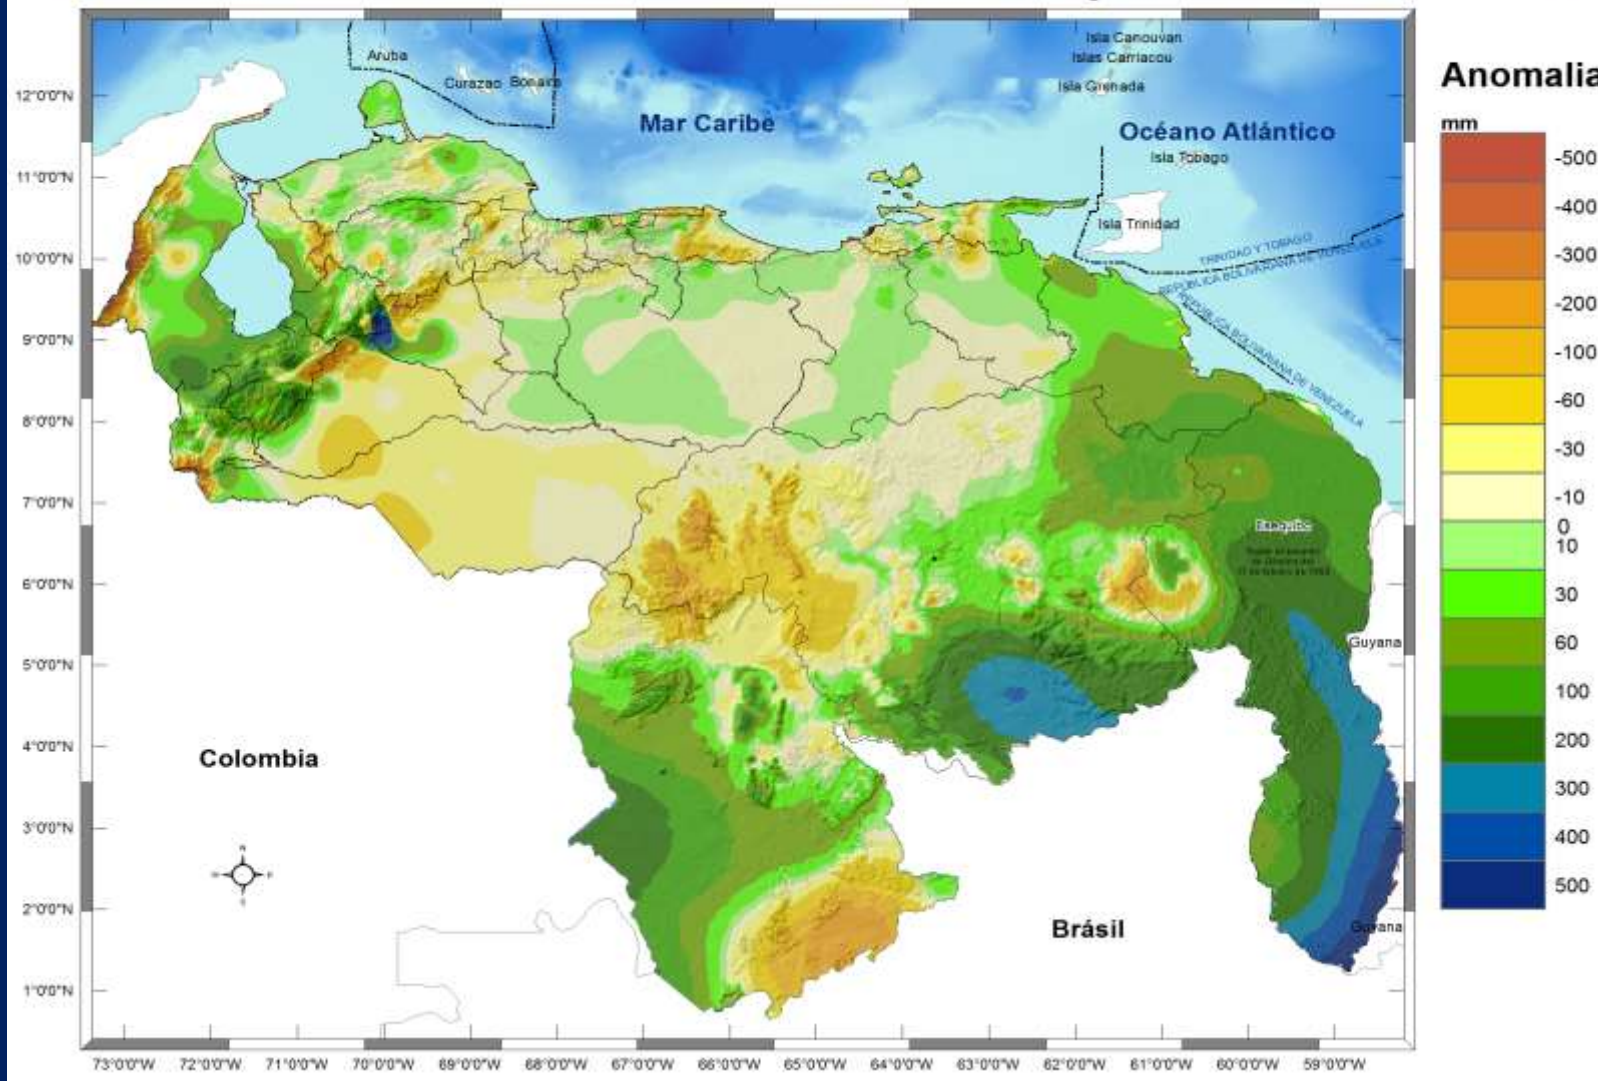 Anomalia
mm
-500
-400
-300
-200
-100
-60
-30
-10
0
10
30
60
100
200
300
400
500
Aruba
Curazao
Bonaire
Mar Caribe
Isla Canouvan
Islas Carriacou
Isla Grenada
Océano Atlántico
Isla Tobago
Isla Trinidad
TRINIDAD Y TOBAGO
REPUBLICA BOLIVARIANA DE VENEZUELA
REPUBLICA BOLIVARIANA DE VENEZUELA
Esequibo
Guyana
Colombia
Brásil
Guyana
N
12°0'0"N
11°0'0"N
10°0'0"N
9°0'0"N
8°0'0"N
7°0'0"N
6°0'0"N
5°0'0"N
4°0'0"N
3°0'0"N
2°0'0"N
1°0'0"N
73°0'0"W
72°0'0"W
71°0'0"W
70°0'0"W
69°0'0"W
68°0'0"W
67°0'0"W
66°0'0"W
65°0'0"W
64°0'0"W
63°0'0"W
62°0'0"W
61°0'0"W
60°0'0"W
59°0'0"W